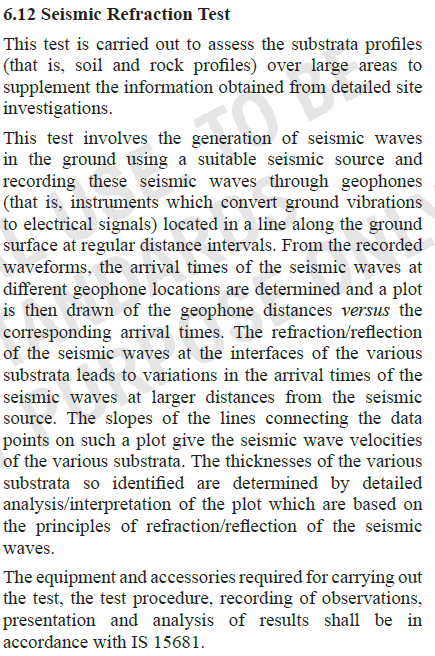 6.12 Seismic Refraction Test
This test is carried out to assess the substrata profiles
(that is, soil and rock profiles) over large areas to
supplement the information obtained from detailed site
investigations.
This test involves the generation of seismic waves
in the ground using a suitable seismic source and
recording these seismic waves through geophones
(that is, instruments which convert ground vibrations
to electrical signals) located in a line along the ground
surface at regular distance intervals. From the recorded
waveforms, the arrival times of the seismic waves at
different geophone locations are determined and a plot
is then drawn of the geophone distances versus the
corresponding arrival times. The refraction/reflection
of the seismic waves at the interfaces of the various
substrata leads to variations in the arrival times of the
seismic waves at larger distances from the seismic
source. The slopes of the lines connecting the data
points on such a plot give the seismic wave velocities
of the various substrata. The thicknesses of the various
substrata so identified are determined by detailed
analysis/interpretation of the plot which are based on
the principles of refraction/reflection of the seismic
waves.
The equipment and accessories required for carrying out
the test, the test procedure, recording of observations,
presentation and analysis of results shall be in
accordance with IS 15681.
USE, TO BE
STANDARDS
PURPOSE ONLY